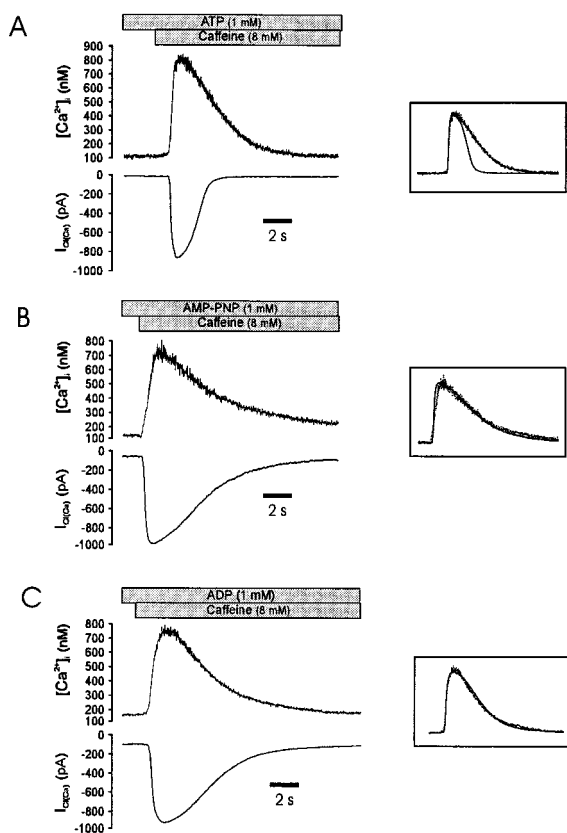 A
ATP (1 mM)
Caffeine (8 mM)
[Ca²⁺]ᵢ (nM)
900
800
700
600
500
400
300
200
100
I_Cl(Ca) (pA)
0
-200
-400
-600
-800
-1000
2 s
B
AMP-PNP (1 mM)
Caffeine (8 mM)
[Ca²⁺]ᵢ (nM)
800
700
600
500
400
300
200
100
I_Cl(Ca) (pA)
0
-200
-400
-600
-800
-1000
2 s
C
ADP (1 mM)
Caffeine (8 mM)
[Ca²⁺]ᵢ (nM)
800
700
600
500
400
300
200
100
I_Cl(Ca) (pA)
0
-200
-400
-600
-800
-1000
2 s